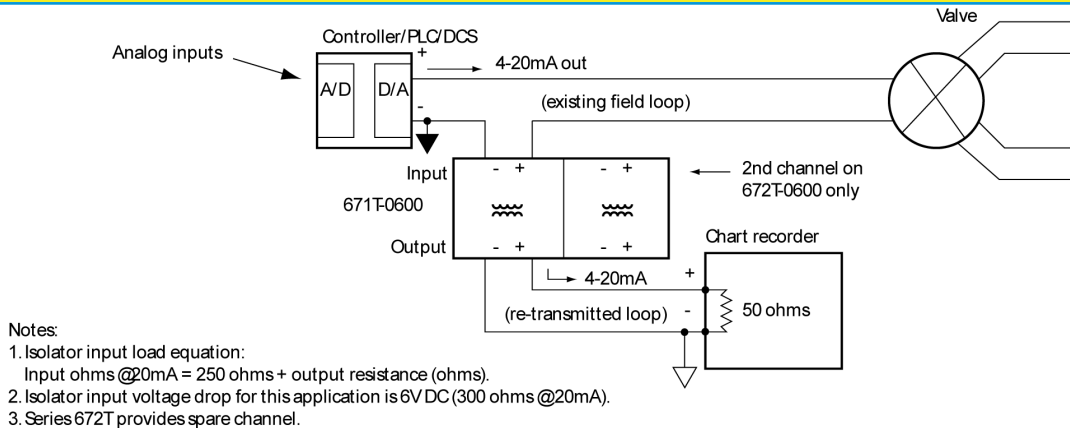 Valve
Controller/PLC/DCS
Analog inputs
+
4-20mA out
A/D
D/A
-
(existing field loop)
Input
- +
- +
2nd channel on
672T-0600 only
671T-0600
Output
- +
- +
Chart recorder
4-20mA
+
(re-transmitted loop)
-
50 ohms
Notes:
1. Isolator input load equation:
Input ohms @20mA = 250 ohms + output resistance (ohms).
2. Isolator input voltage drop for this application is 6V DC (300 ohms @20mA).
3. Series 672T provides spare channel.